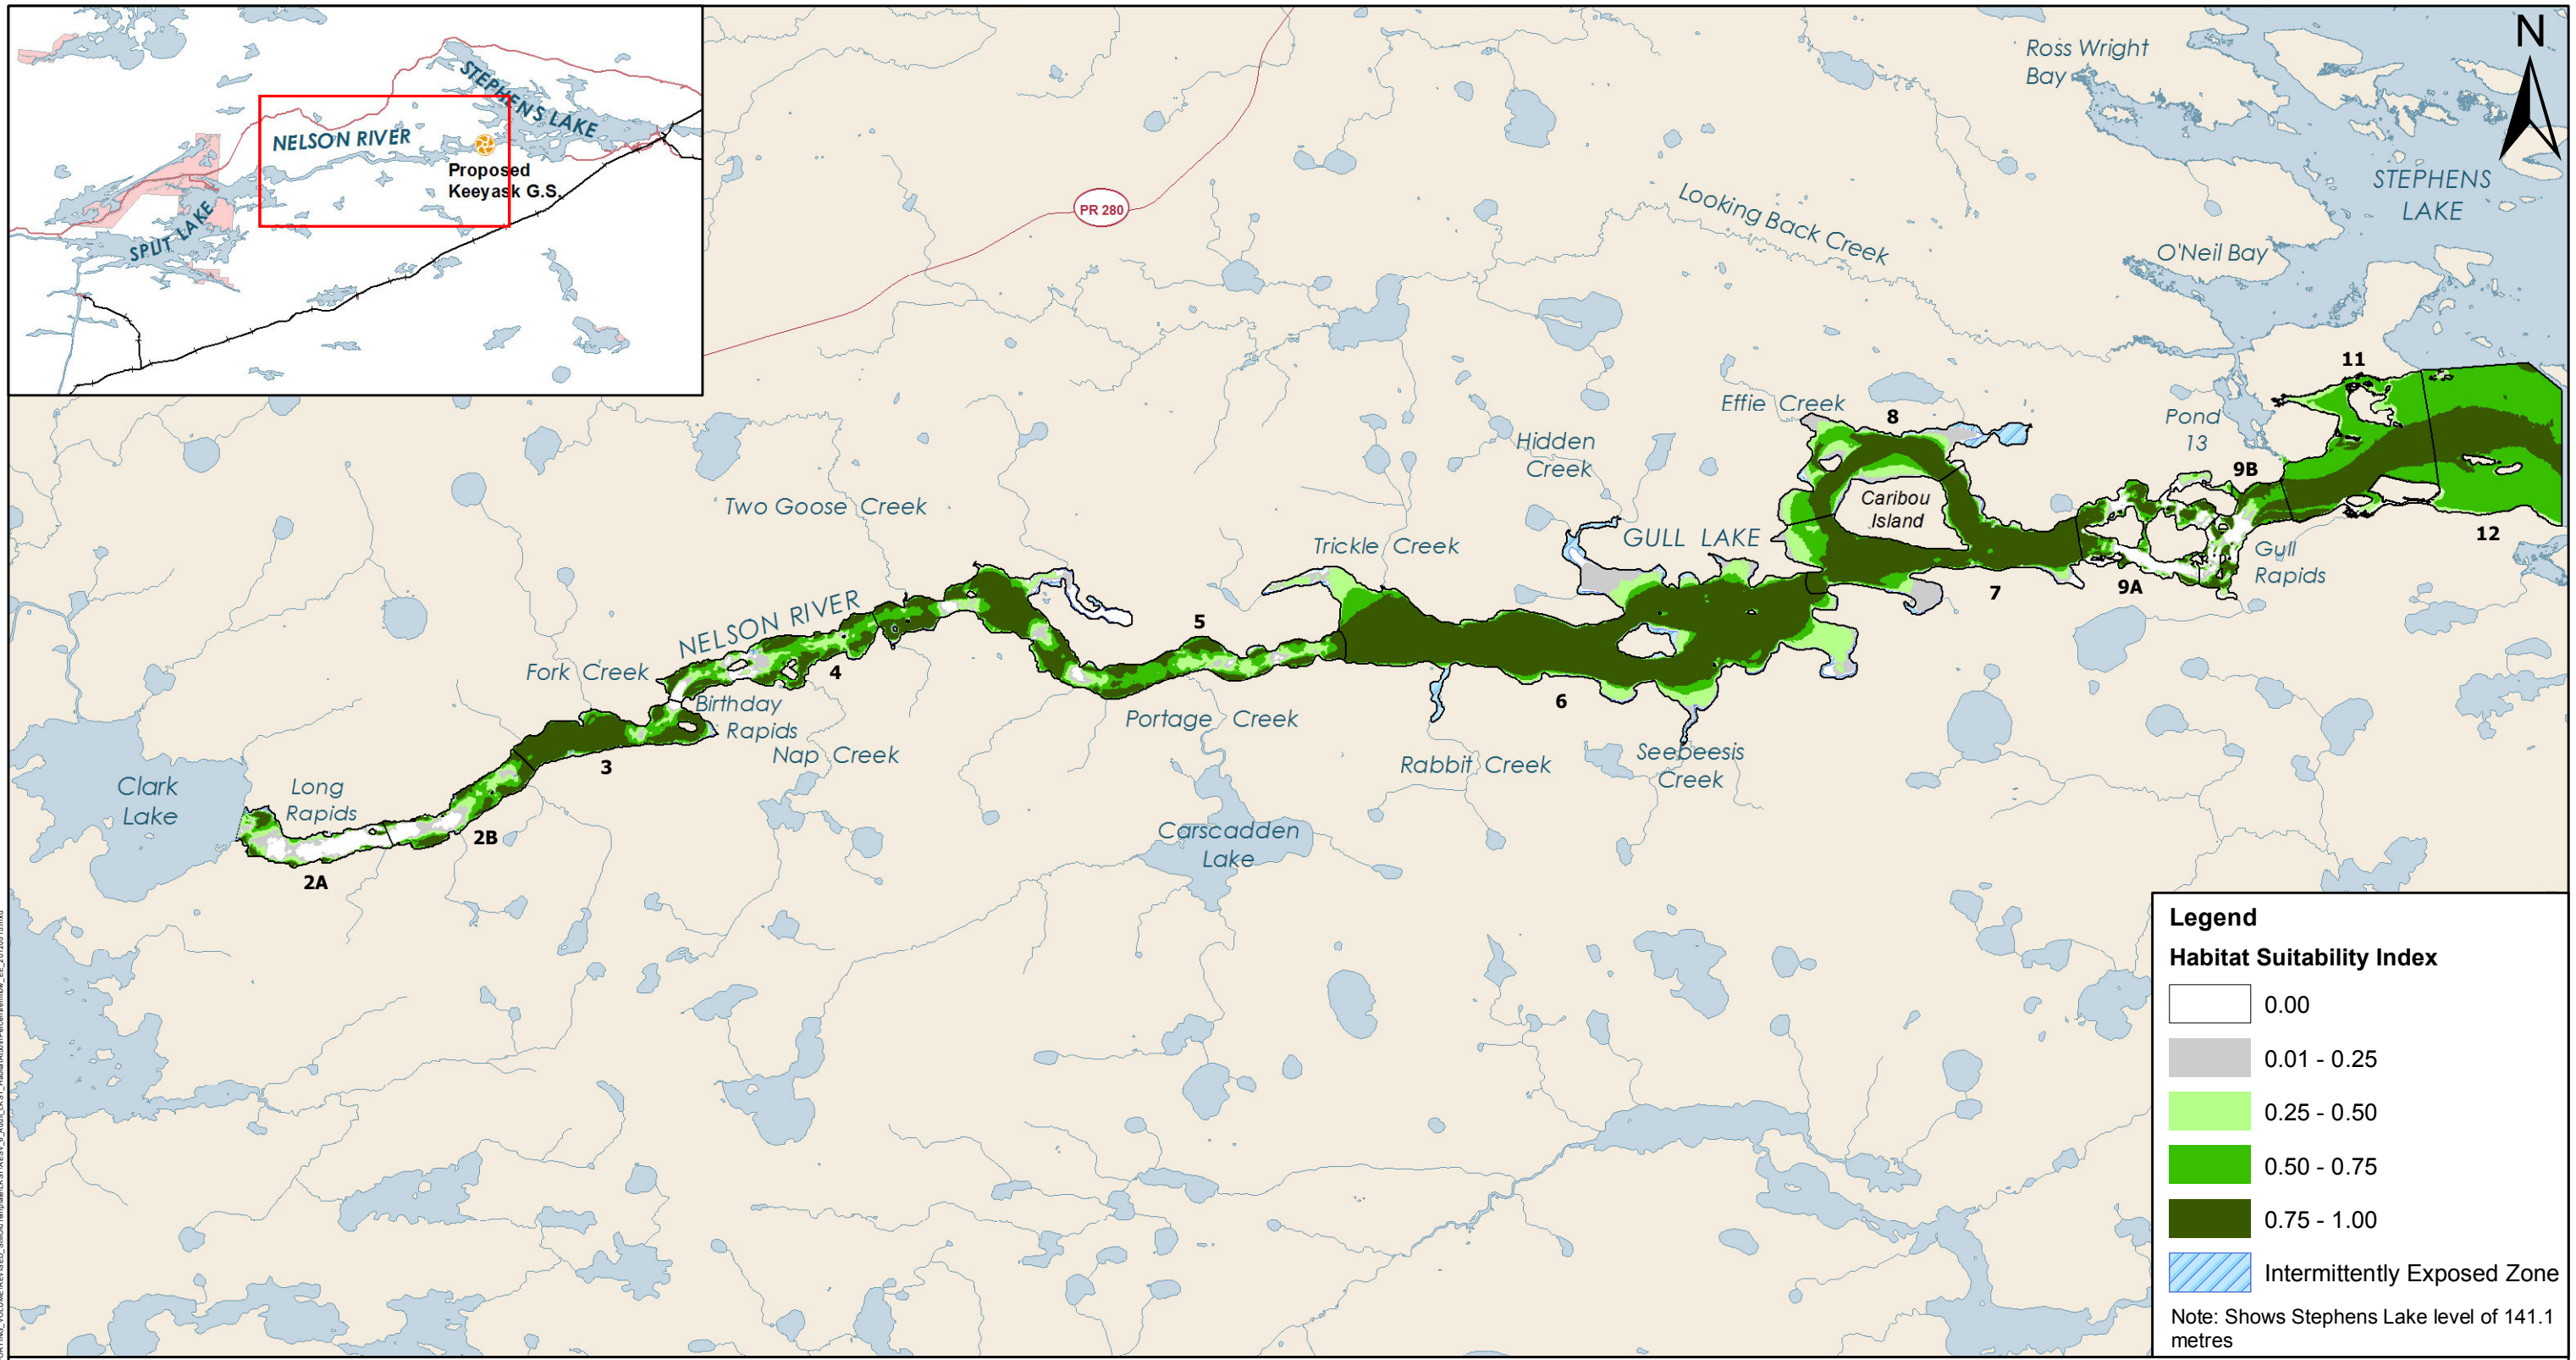 STEPHENS LAKE
NELSON RIVER
Proposed
Keeyask G.S.
SPLIT LAKE
N
Ross Wright
Bay
STEPHENS
LAKE
PR 280
Looking Back Creek
O'Neil Bay
11
Effie Creek
8
Pond
13
Hidden
Creek
9B
Caribou
Island
Two Goose Creek
GULL LAKE
12
Trickle Creek
Gull
Rapids
7
9A
NELSON RIVER
5
Fork Creek
4
Birthday
Rapids
6
Portage Creek
Nap Creek
Rabbit Creek
Seebeesis
Creek
3
Clark
Lake
Long
Rapids
2B
Carscadden
Lake
2A
Legend
Habitat Suitability Index
0.00
0.01 - 0.25
0.25 - 0.50
0.50 - 0.75
0.75 - 1.00
Intermittently Exposed Zone
Note: Shows Stephens Lake level of 141.1
metres